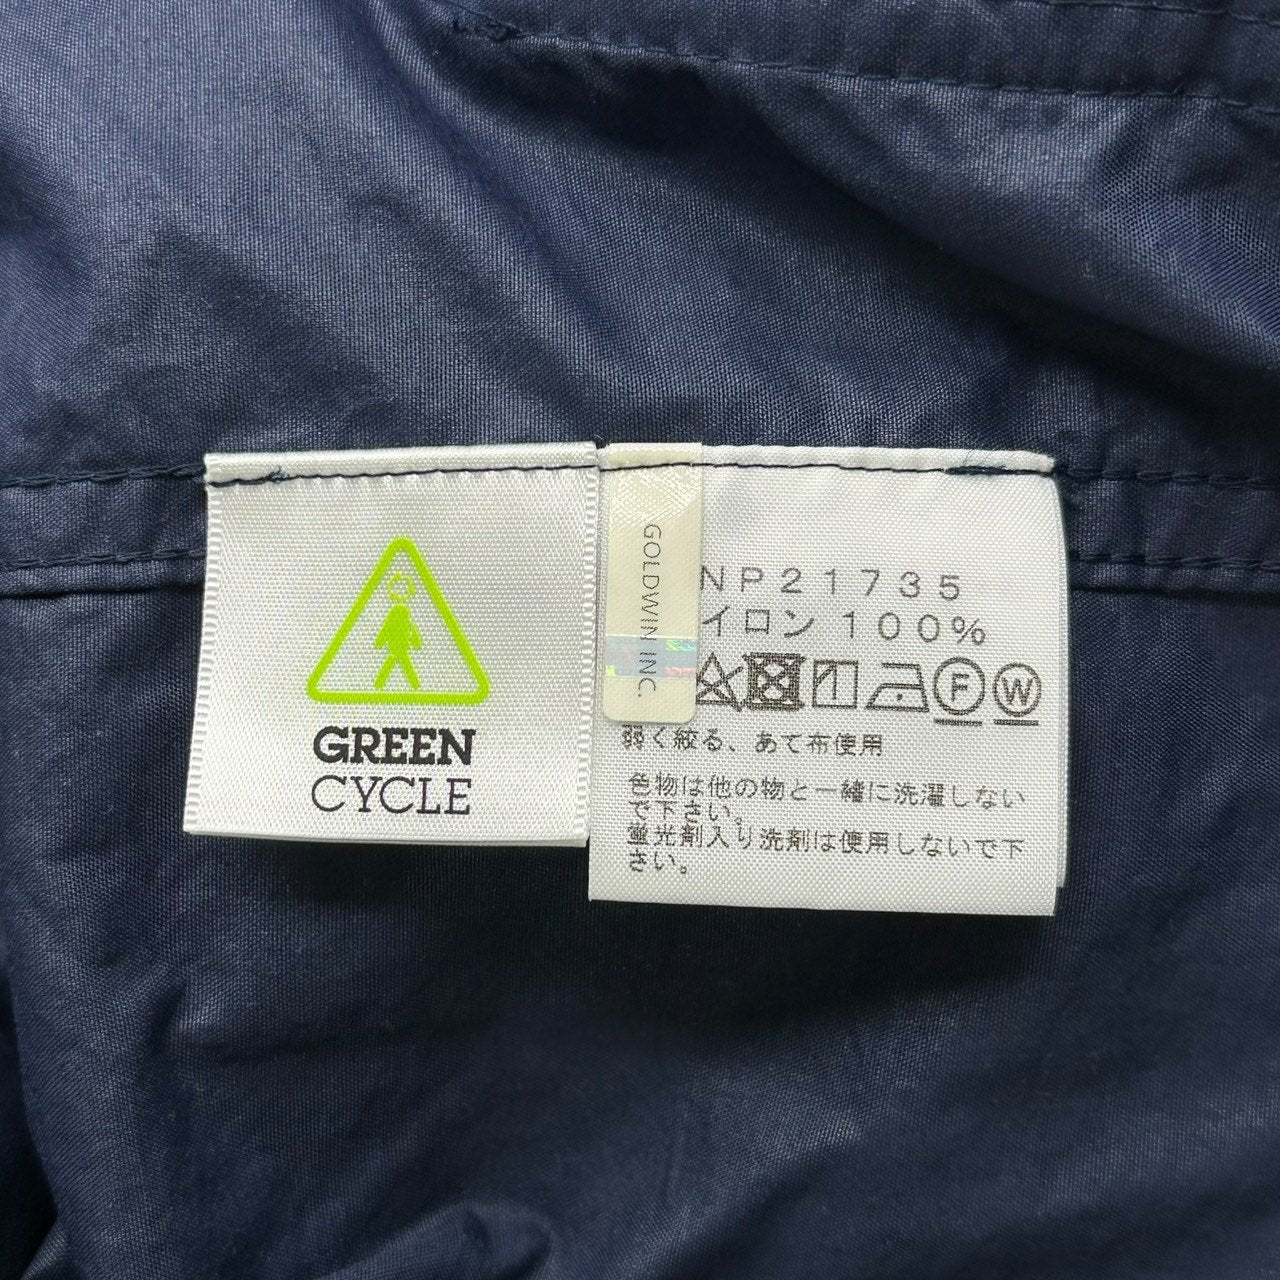 GREEN
CYCLE
GOLDWIN INC.
NP21735
イロン 100%
F
W
弱く絞る、あて布使用
色物は他の物と一緒に洗濯しない
で下さい。
蛍光剤入り洗剤は使用しないで下
さい。